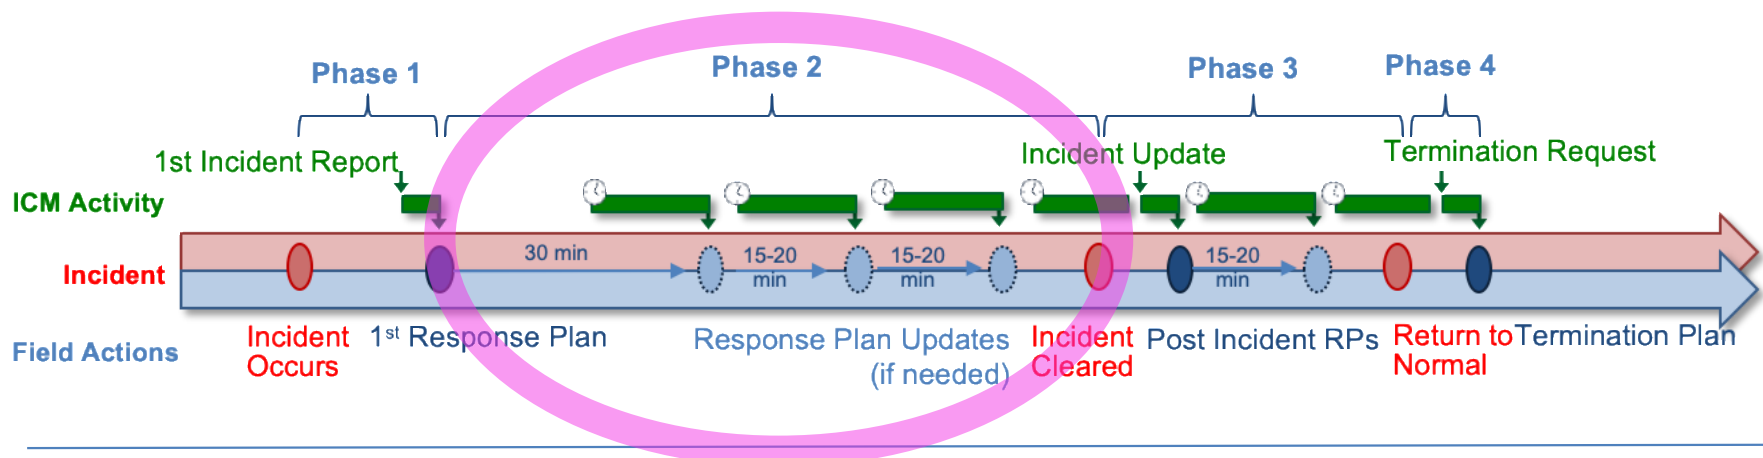 Phase 1
Phase 2
Phase 3
Phase 4
1st Incident Report
Incident Update
Termination Request
ICM Activity
Incident
30 min
15-20
min
15-20
min
15-20
min
Field Actions
Incident
Occurs
1st Response Plan
Response Plan Updates
(if needed)
Incident
Cleared
Post Incident RPs
Return to
Normal
Termination Plan